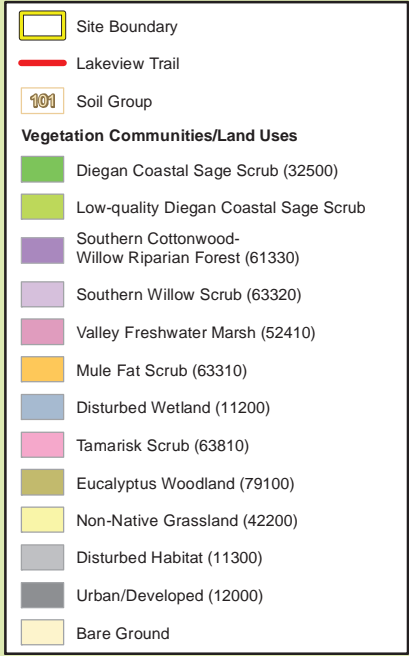 Site Boundary
Lakeview Trail
101 Soil Group
Vegetation Communities/Land Uses
Diegan Coastal Sage Scrub (32500)
Low-quality Diegan Coastal Sage Scrub
Southern Cottonwood-
Willow Riparian Forest (61330)
Southern Willow Scrub (63320)
Valley Freshwater Marsh (52410)
Mule Fat Scrub (63310)
Disturbed Wetland (11200)
Tamarisk Scrub (63810)
Eucalyptus Woodland (79100)
Non-Native Grassland (42200)
Disturbed Habitat (11300)
Urban/Developed (12000)
Bare Ground